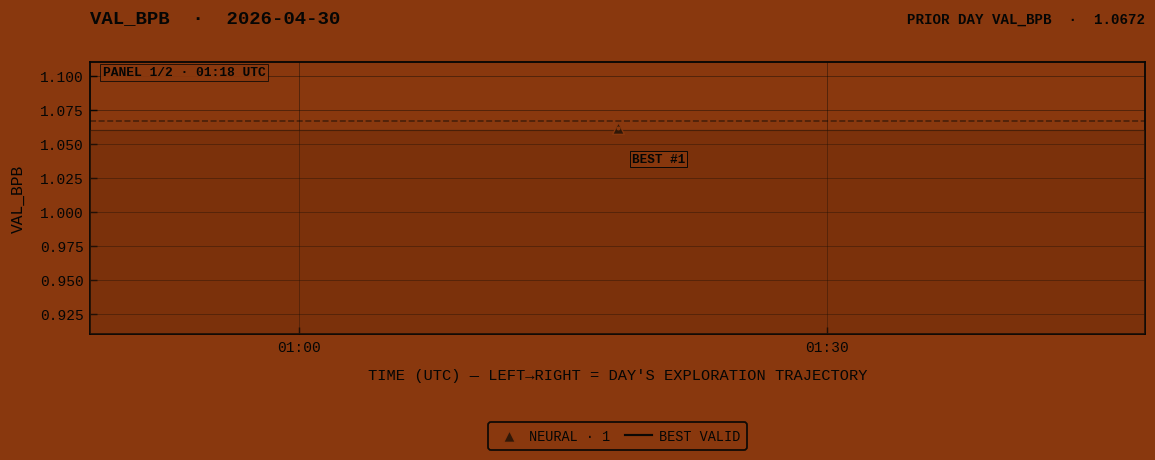 VAL_BPB · 2026-04-30
PRIOR DAY VAL_BPB · 1.0672
PANEL 1/2 · 01:18 UTC
1.100
1.075
1.050
1.025
1.000
0.975
0.950
0.925
VAL_BPB
BEST #1
01:00
01:30
TIME (UTC) — LEFT→RIGHT = DAY'S EXPLORATION TRAJECTORY
NEURAL · 1
BEST VALID